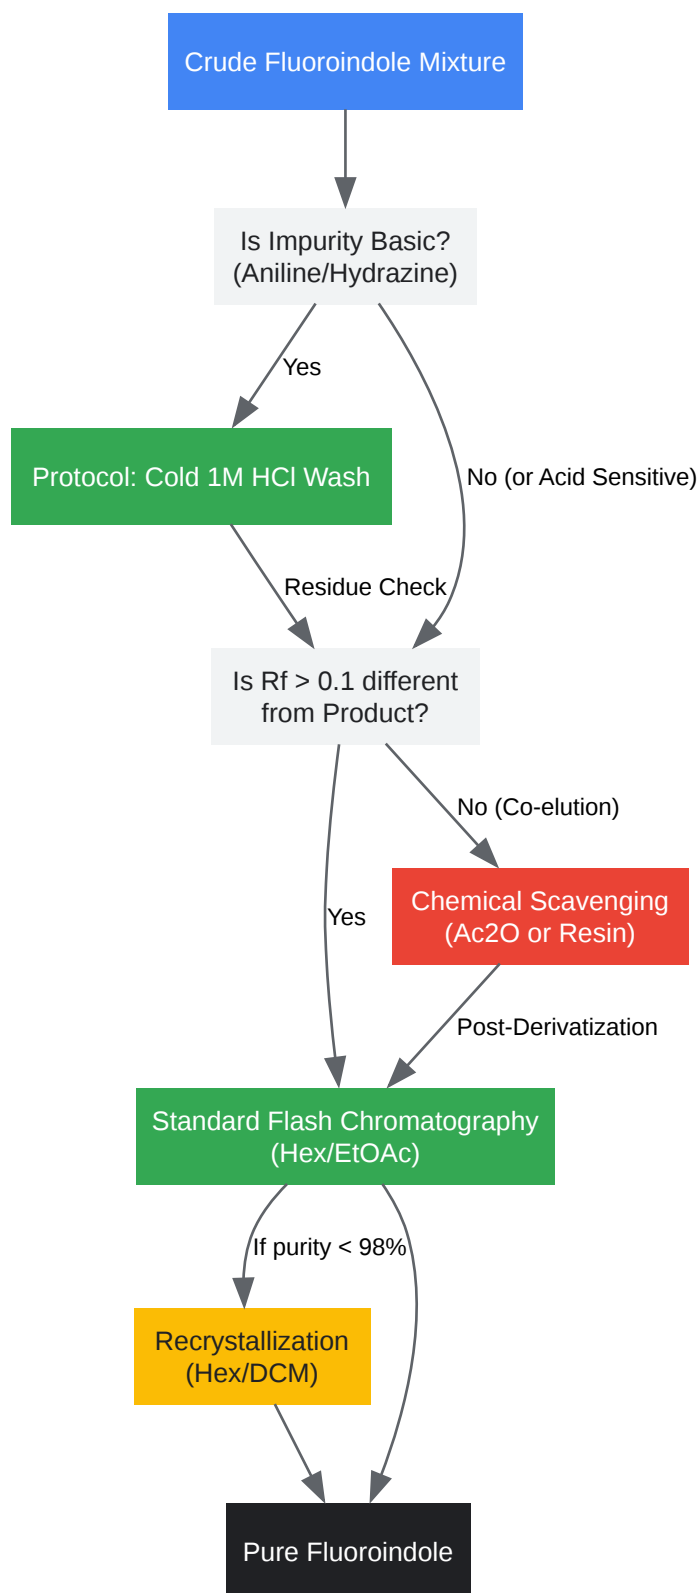 Crude Fluoroindole Mixture
Is Impurity Basic?
(Aniline/Hydrazine)
Yes
Protocol: Cold 1M HCl Wash
No (or Acid Sensitive)
Residue Check
Is Rf > 0.1 different
from Product?
No (Co-elution)
Chemical Scavenging
(Ac2O or Resin)
Yes
Post-Derivatization
Standard Flash Chromatography
(Hex/EtOAc)
If purity < 98%
Recrystallization
(Hex/DCM)
Pure Fluoroindole